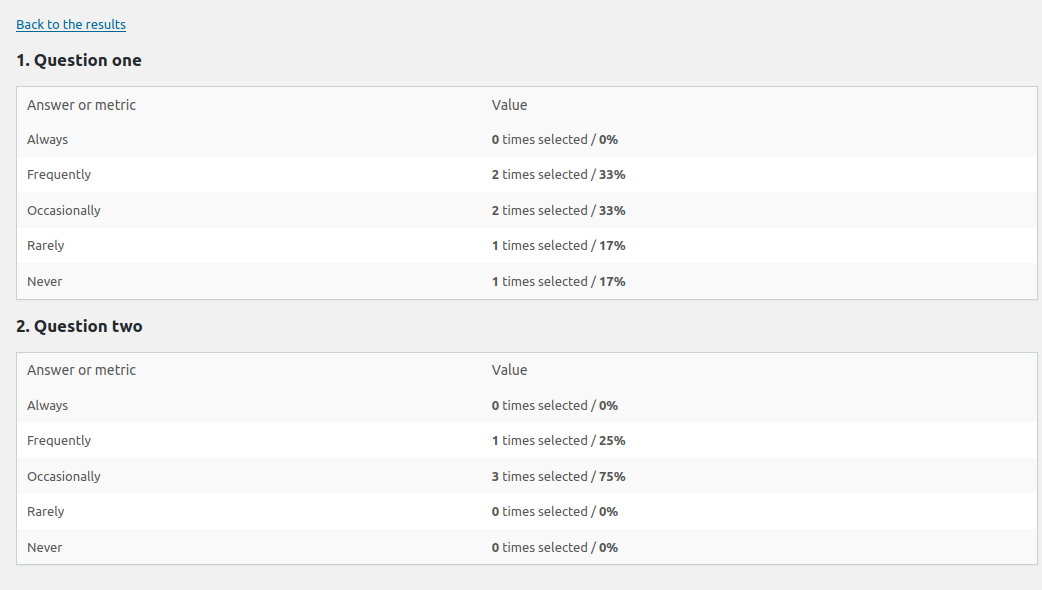 Back to the results
1. Question one
Answer or metric Value
Always 0 times selected / 0%
Frequently 2 times selected / 33%
Occasionally 2 times selected / 33%
Rarely 1 times selected / 17%
Never 1 times selected / 17%
2. Question two
Answer or metric Value
Always 0 times selected / 0%
Frequently 1 times selected / 25%
Occasionally 3 times selected / 75%
Rarely 0 times selected / 0%
Never 0 times selected / 0%